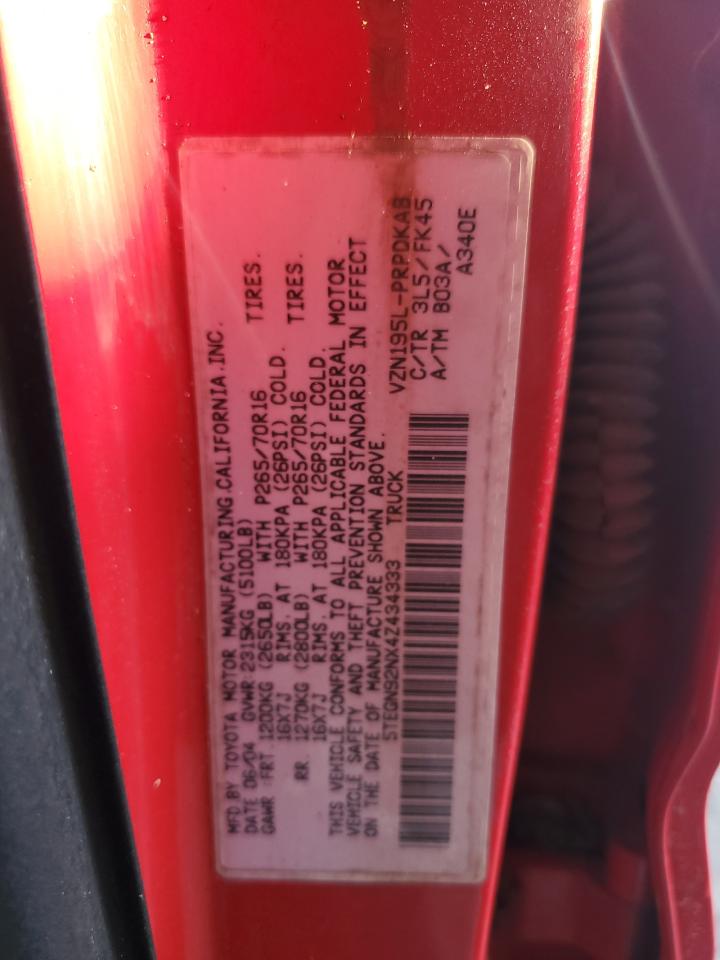 MFD BY TOYOTA MOTOR MANUFACTURING CALIFORNIA, INC.
DATE 06/04 GVWR 2315KG (5100LB)
GAWR FRT. 1200KG (2650LB) WITH P265/70R16 TIRES.
16X7J RIMS. AT 180KPA (26PSI) COLD.
RR. 1270KG (2800LB) WITH P265/70R16 TIRES.
16X7J RIMS. AT 180KPA (26PSI) COLD.
THIS VEHICLE CONFORMS TO ALL APPLICABLE FEDERAL MOTOR
VEHICLE SAFETY AND THEFT PREVENTION STANDARDS IN EFFECT
ON THE DATE OF MANUFACTURE SHOWN ABOVE.
5TEGN92NX4Z434333 TRUCK
VZN195L-PRPDKAB
C/TR 3L5/FK45
A/TM B03A/
A340E